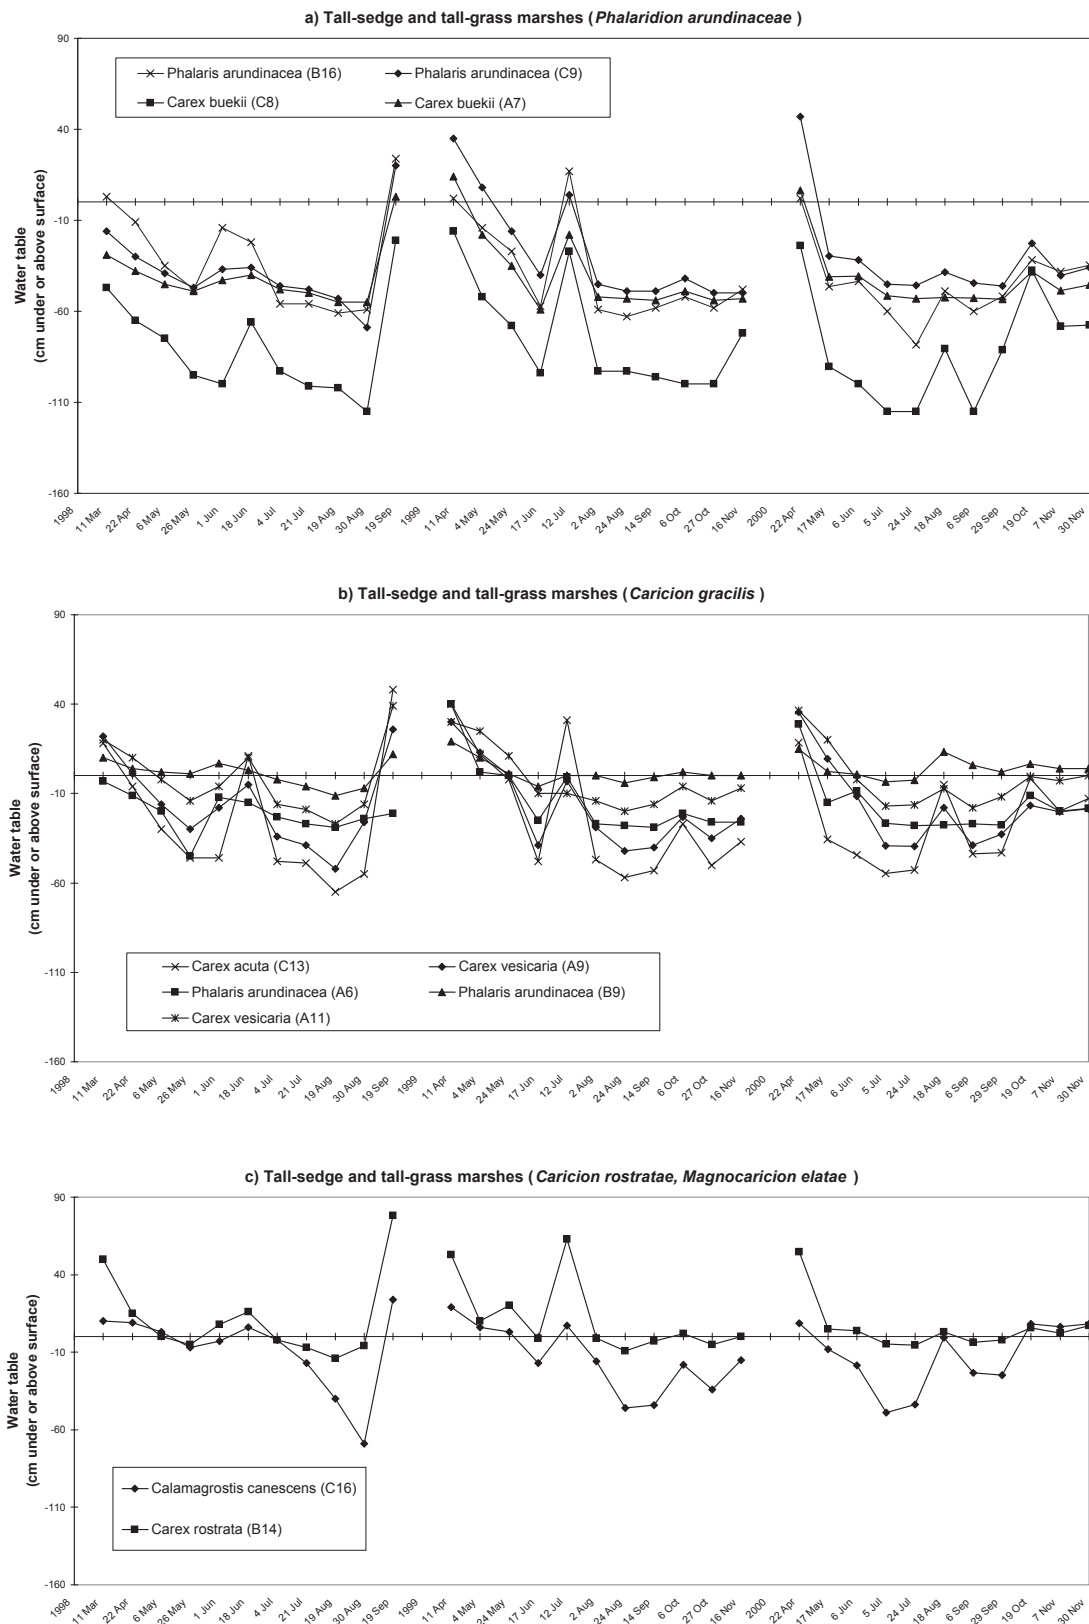 a) Tall-sedge and tall-grass marshes (Phalaridion arundinaceae )
90
40
-10
-60
-110
-160
Water table
(cm under or above surface)
Phalaris arundinacea (B16)
Phalaris arundinacea (C9)
Carex buekii (C8)
Carex buekii (A7)
1998
11 Mar
22 Apr
6 May
26 May
1 Jun
18 Jun
4 Jul
21 Jul
19 Aug
30 Aug
19 Sep
1999
11 Apr
4 May
24 May
17 Jun
12 Jul
2 Aug
24 Aug
14 Sep
6 Oct
27 Oct
16 Nov
2000
22 Apr
17 May
6 Jun
5 Jul
24 Jul
18 Aug
6 Sep
29 Sep
19 Oct
7 Nov
30 Nov
b) Tall-sedge and tall-grass marshes (Caricion gracilis )
90
40
-10
-60
-110
-160
Water table
(cm under or above surface)
Carex acuta (C13)
Carex vesicaria (A9)
Phalaris arundinacea (A6)
Phalaris arundinacea (B9)
Carex vesicaria (A11)
1998
11 Mar
22 Apr
6 May
26 May
1 Jun
18 Jun
4 Jul
21 Jul
19 Aug
30 Aug
19 Sep
1999
11 Apr
4 May
24 May
17 Jun
12 Jul
2 Aug
24 Aug
14 Sep
6 Oct
27 Oct
16 Nov
2000
22 Apr
17 May
6 Jun
5 Jul
24 Jul
18 Aug
6 Sep
29 Sep
19 Oct
7 Nov
30 Nov
c) Tall-sedge and tall-grass marshes (Caricion rostratae, Magnocaricion elatae )
90
40
-10
-60
-110
-160
Water table
(cm under or above surface)
Calamagrostis canescens (C16)
Carex rostrata (B14)
1998
11 Mar
22 Apr
6 May
26 May
1 Jun
18 Jun
4 Jul
21 Jul
19 Aug
30 Aug
19 Sep
1999
11 Apr
4 May
24 May
17 Jun
12 Jul
2 Aug
24 Aug
14 Sep
6 Oct
27 Oct
16 Nov
2000
22 Apr
17 May
6 Jun
5 Jul
24 Jul
18 Aug
6 Sep
29 Sep
19 Oct
7 Nov
30 Nov